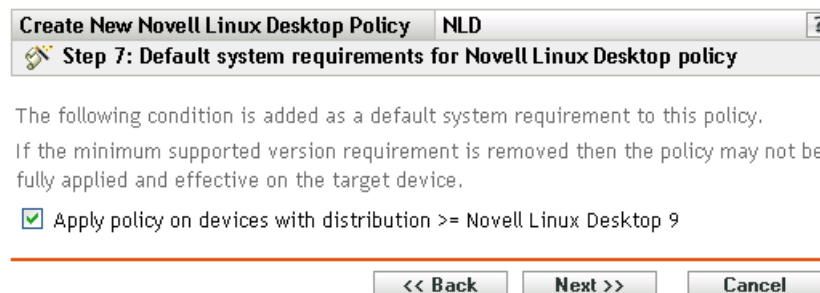 Create New Novell Linux Desktop Policy NLD ?
Step 7: Default system requirements for Novell Linux Desktop policy
The following condition is added as a default system requirement to this policy.
If the minimum supported version requirement is removed then the policy may not be
fully applied and effective on the target device.
Apply policy on devices with distribution >= Novell Linux Desktop 9
<< Back Next >> Cancel